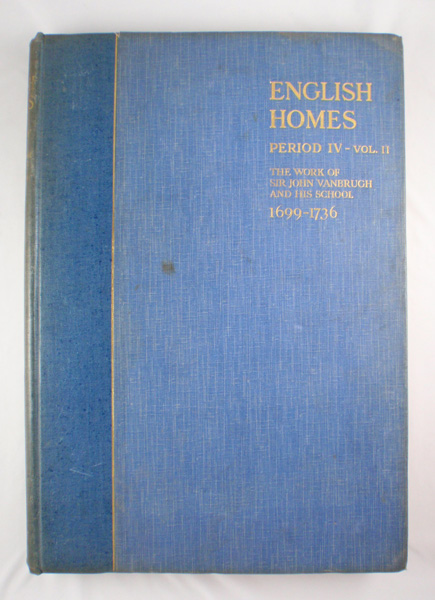 ENGLISH
HOMES
PERIOD IV - VOL. II
THE WORK OF
SIR JOHN VANBRUGH
AND HIS SCHOOL
1699-1736